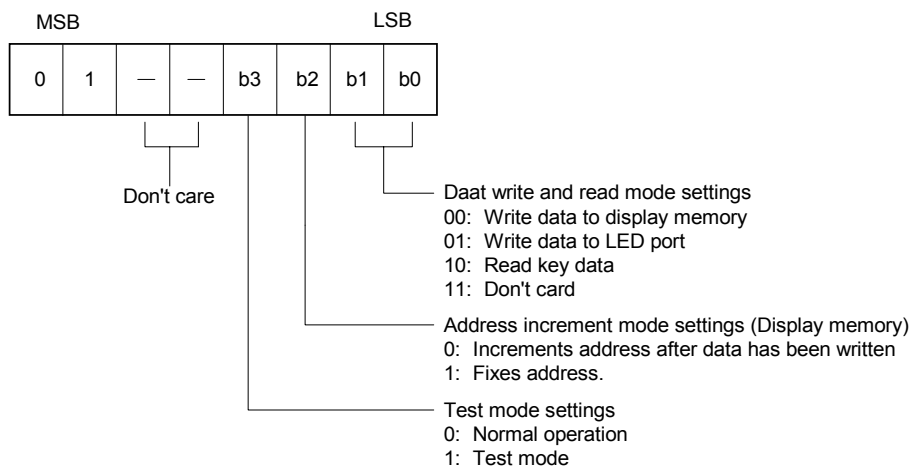 MSB LSB
0 1 — — b3 b2 b1 b0
Don't care
Daat write and read mode settings
00: Write data to display memory
01: Write data to LED port
10: Read key data
11: Don't card
Address increment mode settings (Display memory)
0: Increments address after data has been written
1: Fixes address.
Test mode settings
0: Normal operation
1: Test mode